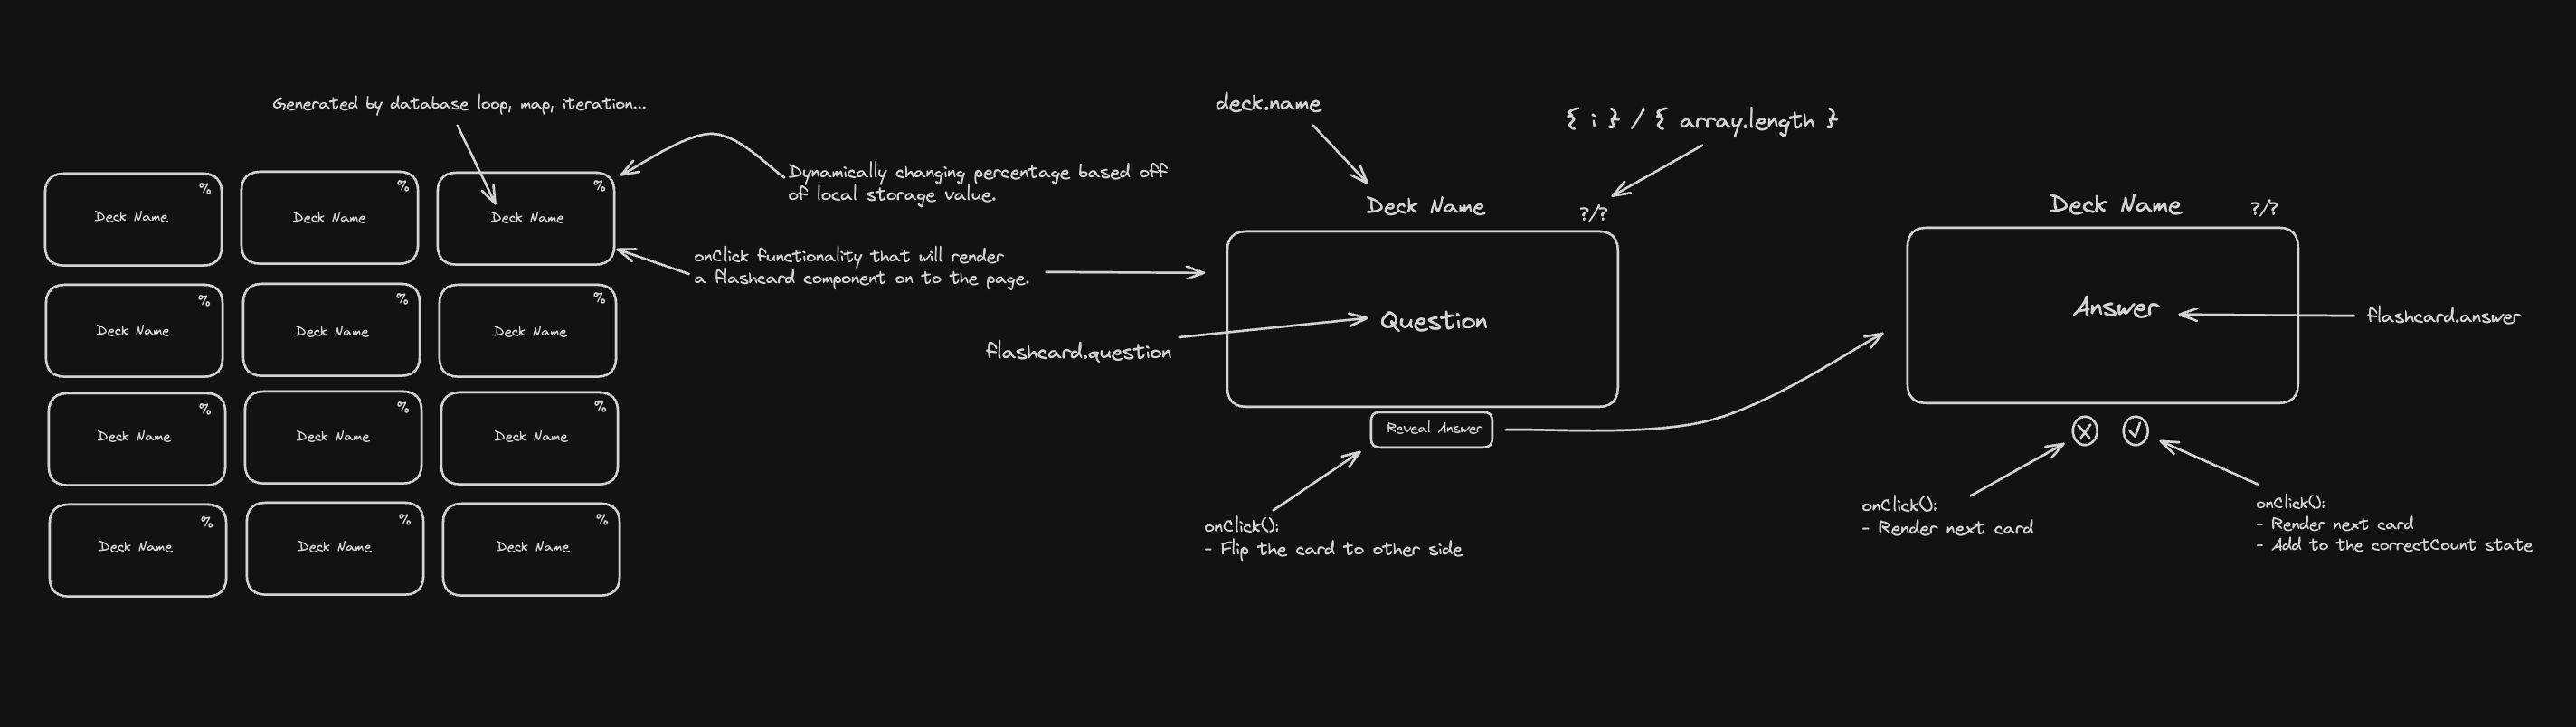 Generated by database loop, map, iteration...
%
Deck Name
%
Deck Name
%
Deck Name
%
Deck Name
%
Deck Name
%
Deck Name
%
Deck Name
%
Deck Name
%
Deck Name
%
Deck Name
%
Deck Name
%
Deck Name
Dynamically changing percentage based off
of local storage value.
onClick functionality that will render
a flashcard component on to the page.
deck.name
{ i } / { array.length }
Deck Name
?/?
Question
flashcard.question
Reveal Answer
onClick():
- Flip the card to other side
Deck Name
?/?
Answer
flashcard.answer
onClick():
- Render next card
onClick():
- Render next card
- Add to the correctCount state